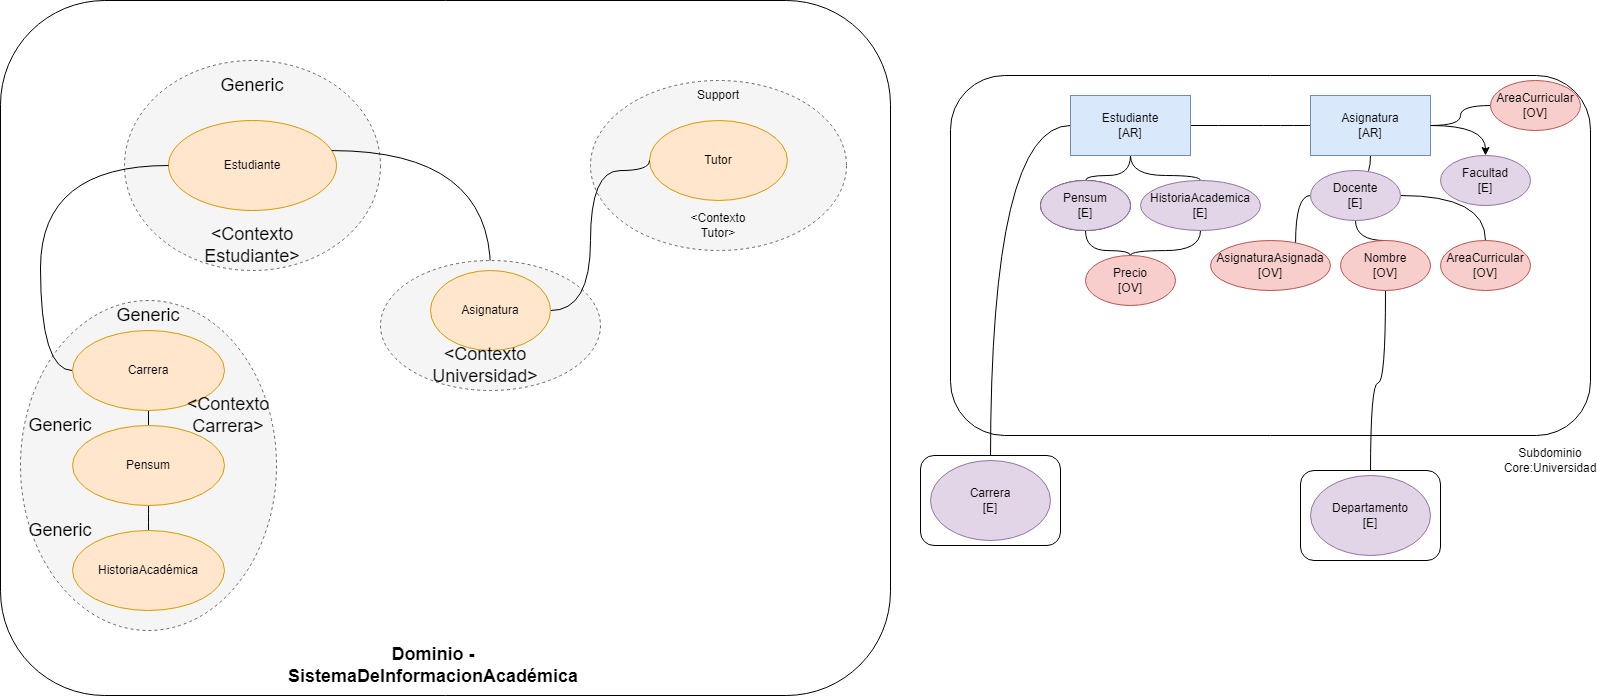 Generic
Estudiante
<Contexto
Estudiante>
Support
Tutor
<Contexto
Tutor>
Asignatura
<Contexto
Universidad>
Generic
Carrera
<Contexto
Carrera>
Generic
Pensum
Generic
HistoriaAcadémica
Dominio -
SistemaDeInformacionAcadémica
Estudiante
[AR]
Asignatura
[AR]
AreaCurricular
[OV]
Pensum
[E]
HistoriaAcademica
[E]
Docente
[E]
Facultad
[E]
Precio
[OV]
AsignaturaAsignada
[OV]
Nombre
[OV]
AreaCurricular
[OV]
Subdominio
Core:Universidad
Carrera
[E]
Departamento
[E]